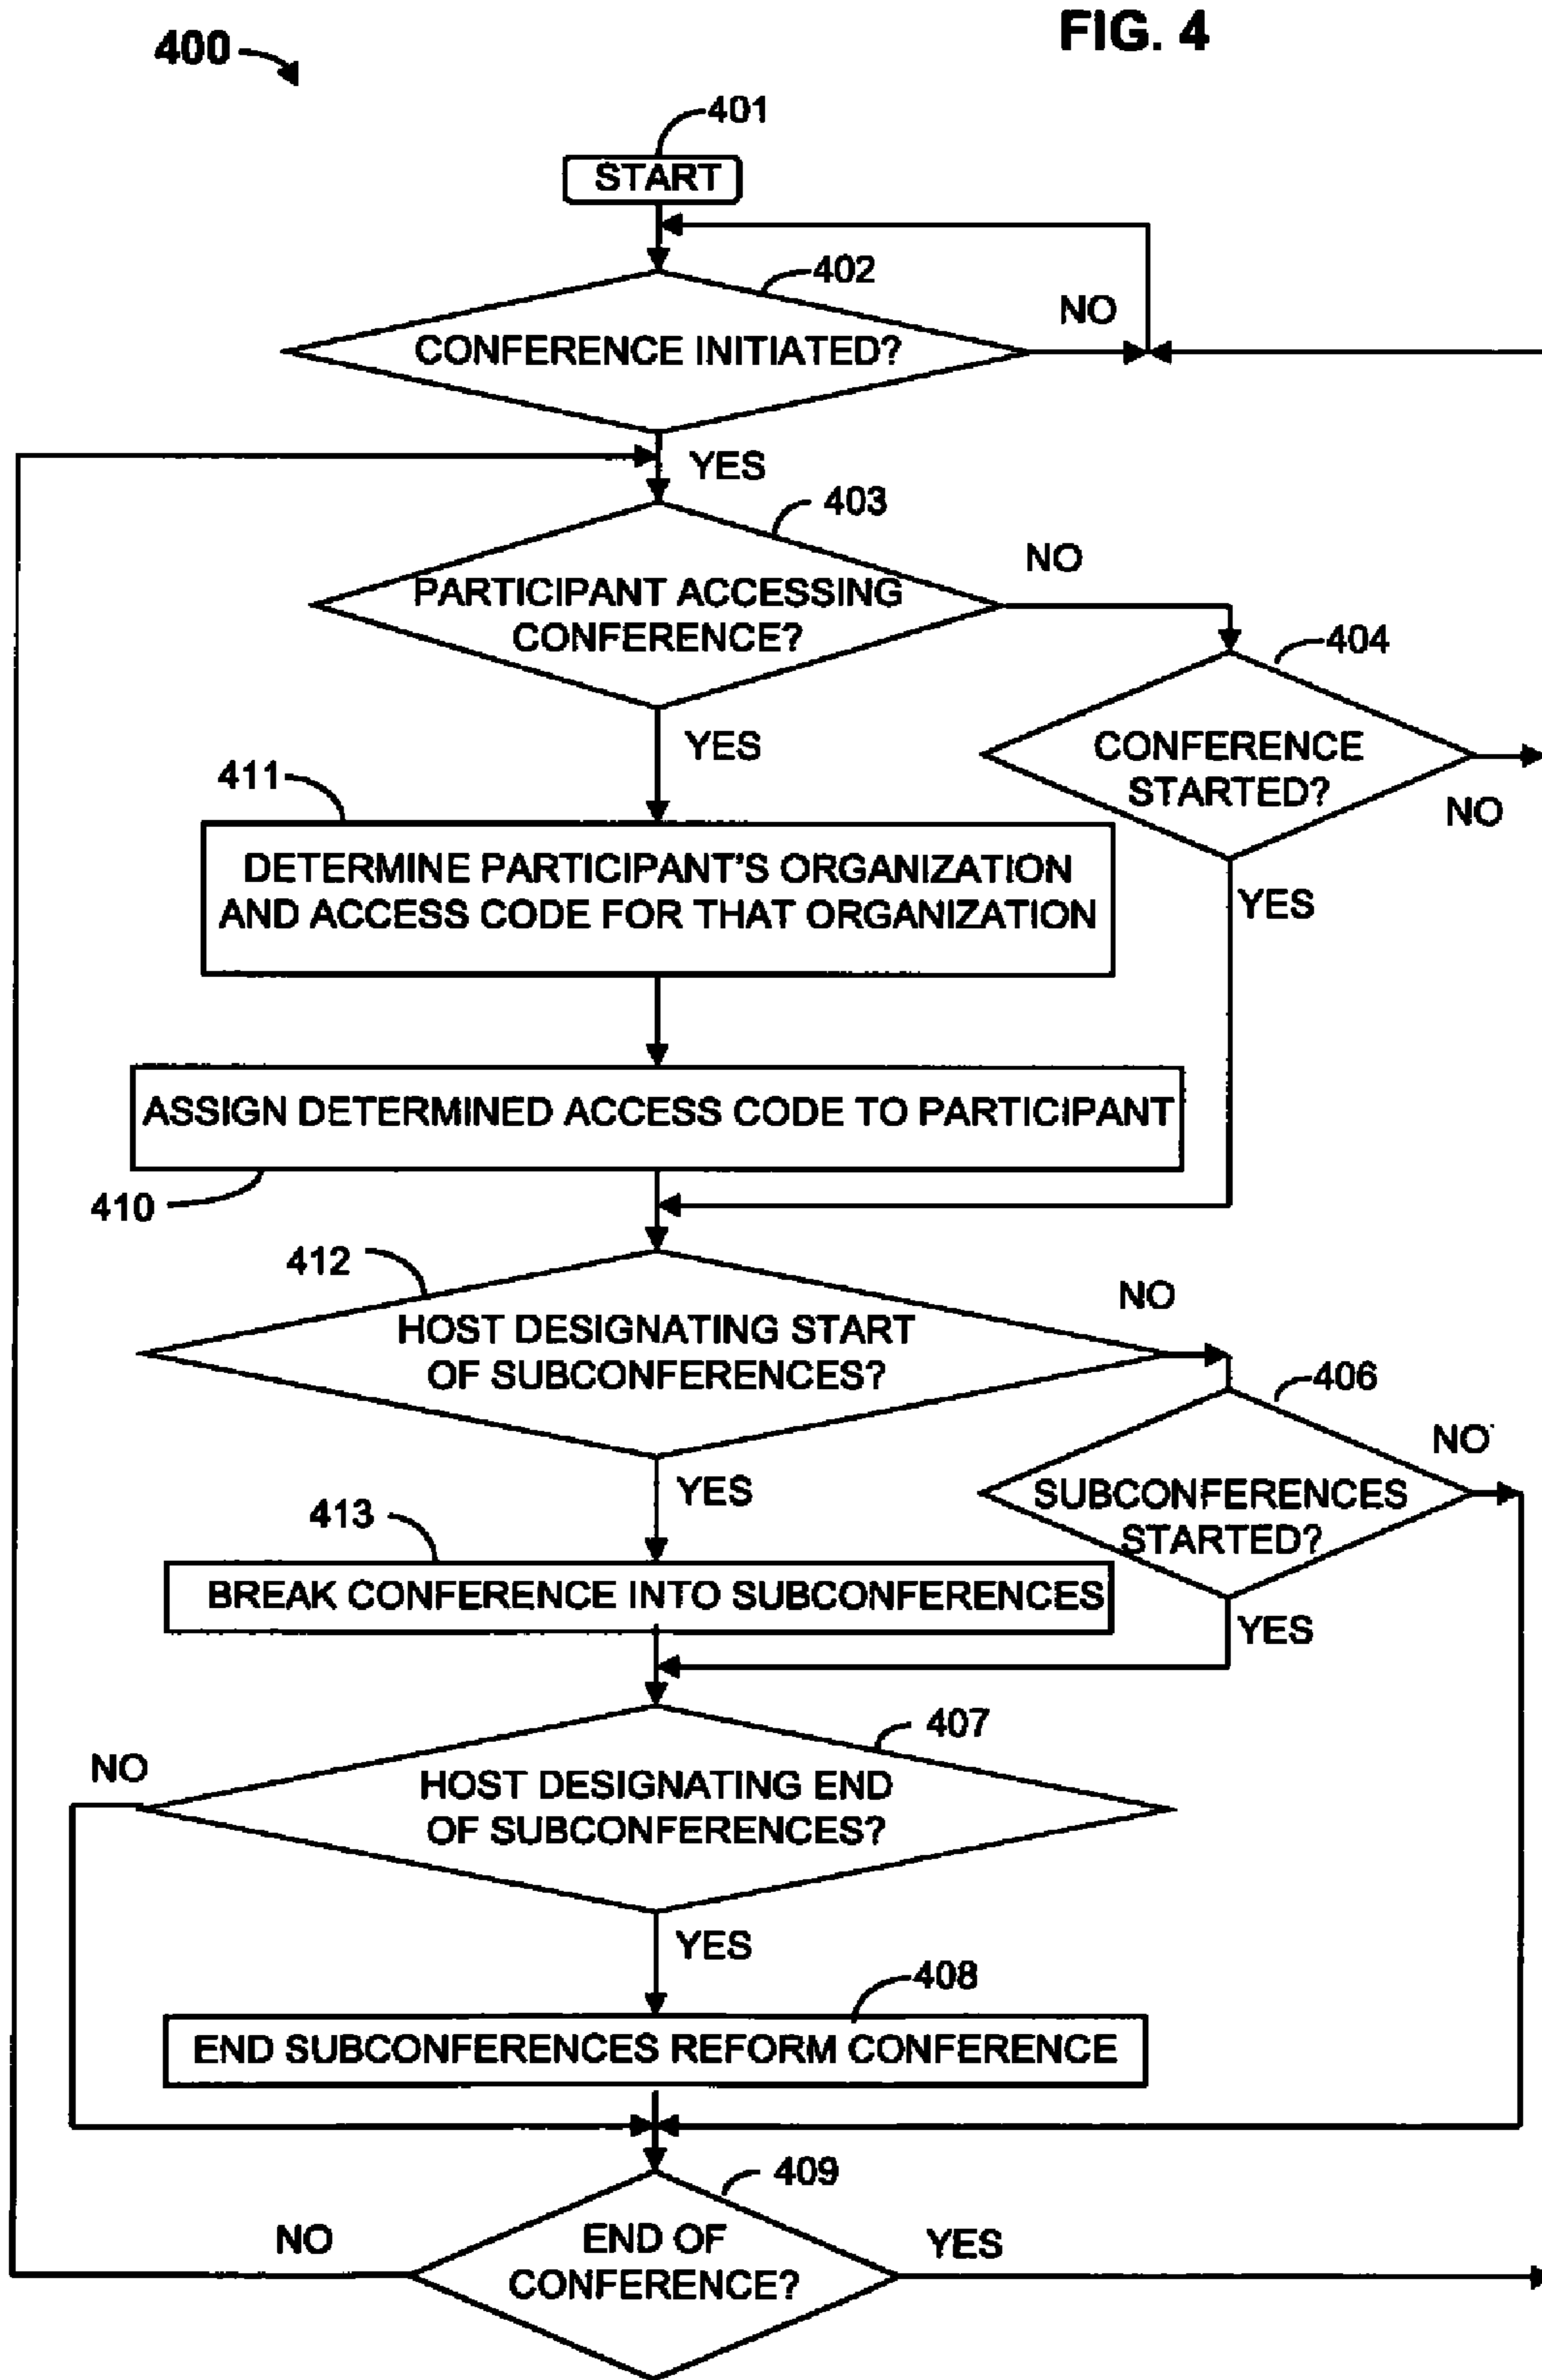 FIG. 4
400
401
START
402
NO
CONFERENCE INITIATED?
YES
403
NO
PARTICIPANT ACCESSING
CONFERENCE?
404
YES
CONFERENCE
STARTED?
NO
411
DETERMINE PARTICIPANT'S ORGANIZATION
AND ACCESS CODE FOR THAT ORGANIZATION
YES
ASSIGN DETERMINED ACCESS CODE TO PARTICIPANT
410
412
NO
HOST DESIGNATING START
OF SUBCONFERENCES?
406
NO
YES
SUBCONFERENCES
STARTED?
413
BREAK CONFERENCE INTO SUBCONFERENCES
YES
407
NO
HOST DESIGNATING END
OF SUBCONFERENCES?
YES
408
END SUBCONFERENCES REFORM CONFERENCE
409
NO
END OF
CONFERENCE?
YES